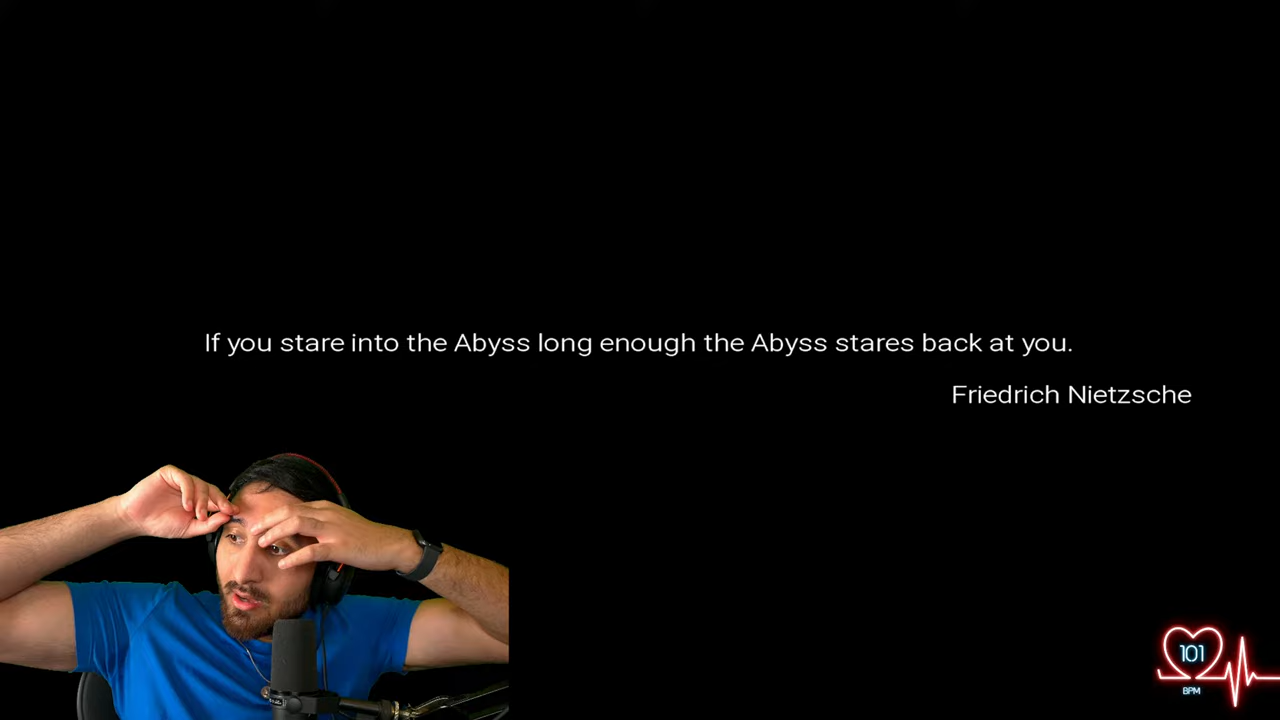 If you stare into the Abyss long enough the Abyss stares back at you.
Friedrich Nietzsche
101
BPM